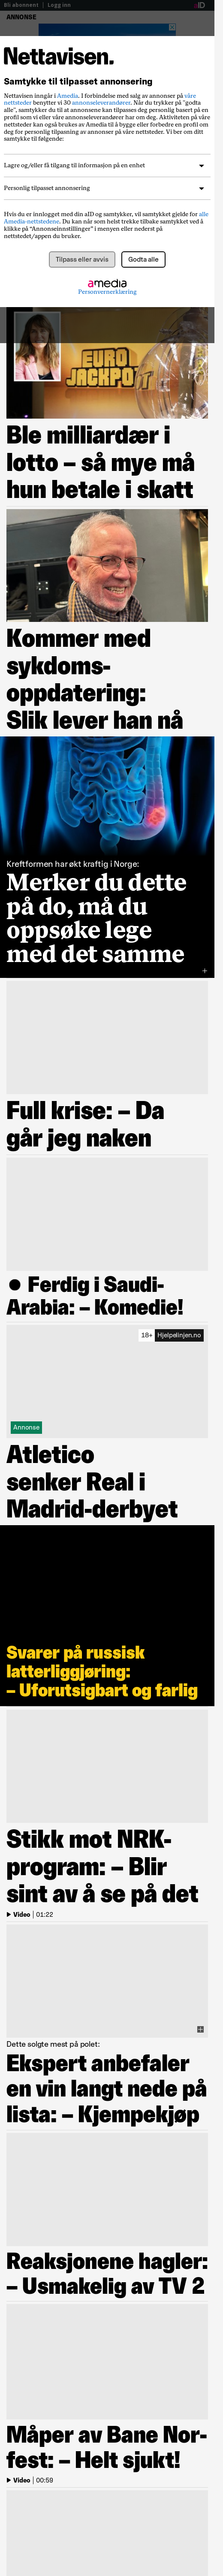 Bli abonnent | Logg inn
aID
ANNONSE
Nettavisen.
Samtykke til tilpasset annonsering
Nettavisen inngår i Amedia. I forbindelse med salg av annonser på våre
nettsteder benytter vi 30 annonseleverandører. Når du trykker på "godta
alle", samtykker du til at annonsene kan tilpasses deg på bakgrunn av en
profil som vi eller våre annonseleverandører har om deg. Aktiviteten på våre
nettsteder kan også brukes av Amedia til å bygge eller forbedre en profil om
deg for personlig tilpasning av annonser på våre nettsteder. Vi ber om ditt
samtykke til følgende:
Lagre og/eller få tilgang til informasjon på en enhet
Personlig tilpasset annonsering
Hvis du er innlogget med din aID og samtykker, vil samtykket gjelde for alle
Amedia-nettstedene. Du kan når som helst trekke tilbake samtykket ved å
klikke på "Annonseinnstillinger" i menyen eller nederst på
nettstedet/appen du bruker.
Tilpass eller avvis
Godta alle
amedia
Personvernerklæring
EURO
JACKPOT
Ble milliardær i
lotto – så mye må
hun betale i skatt
Kommer med
sykdoms-
oppdatering:
Slik lever han nå
Kreftformen har økt kraftig i Norge:
Merker du dette
på do, må du
oppsøke lege
med det samme
Full krise: – Da
går jeg naken
● Ferdig i Saudi-
Arabia: – Komedie!
18+ Hjelpelinjen.no
Annonse
Atletico
senker Real i
Madrid-derbyet
Svarer på russisk
latterliggjøring:
– Uforutsigbart og farlig
Stikk mot NRK-
program: – Blir
sint av å se på det
Video | 01:22
Dette solgte mest på polet:
Ekspert anbefaler
en vin langt nede på
lista: – Kjempekjøp
Reaksjonene hagler:
– Usmakelig av TV 2
Måper av Bane Nor-
fest: – Helt sjukt!
Video | 00:59